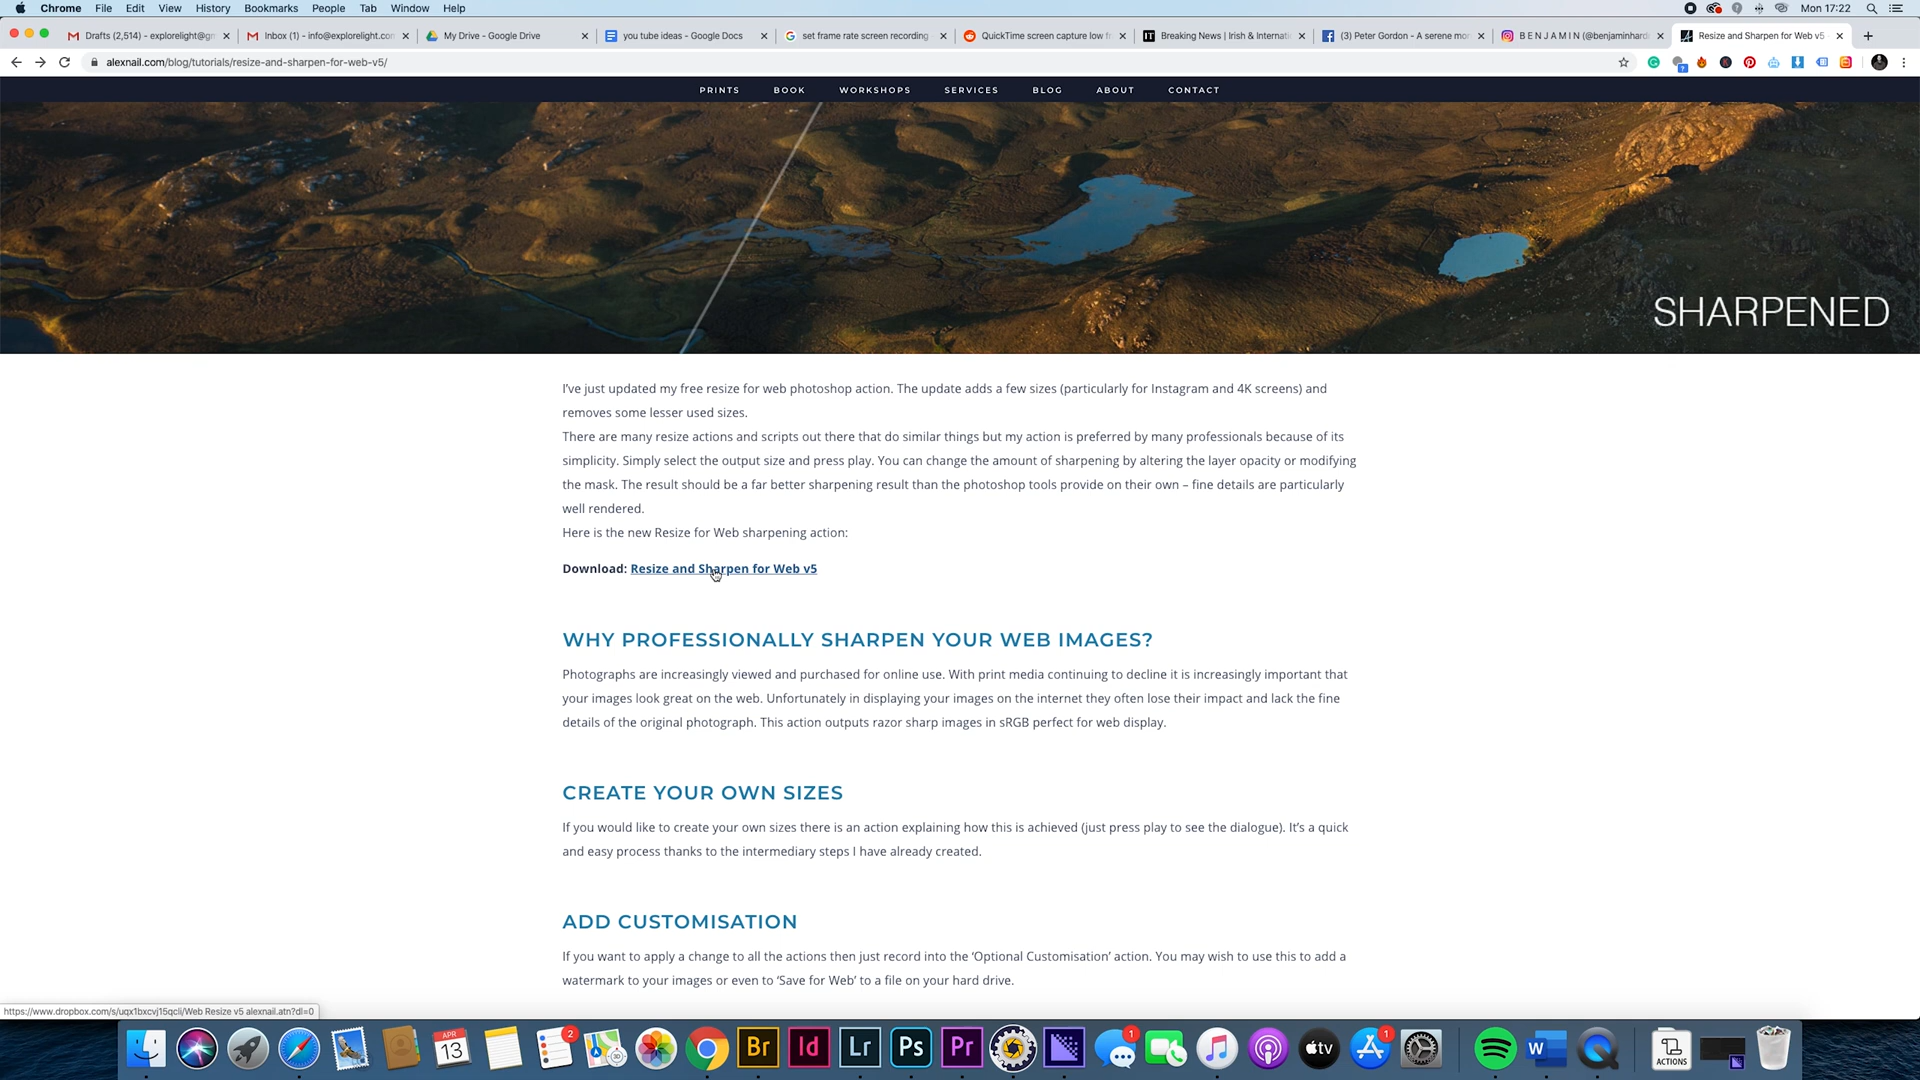 Chrome File Edit View History Bookmarks People Tab Window Help Mon 17:22
Drafts (2,514) - explorelight@gm Inbox (1) - info@explorelight.com My Drive - Google Drive you tube ideas - Google Docs set frame rate screen recording QuickTime screen capture low fr Breaking News | Irish & Internati (3) Peter Gordon - A serene mor B E N J A M I N (@benjaminhard Resize and Sharpen for Web v5
alexnail.com/blog/tutorials/resize-and-sharpen-for-web-v5/
PRINTS BOOK WORKSHOPS SERVICES BLOG ABOUT CONTACT
SHARPENED
I've just updated my free resize for web photoshop action. The update adds a few sizes (particularly for Instagram and 4K screens) and
removes some lesser used sizes.
There are many resize actions and scripts out there that do similar things but my action is preferred by many professionals because of its
simplicity. Simply select the output size and press play. You can change the amount of sharpening by altering the layer opacity or modifying
the mask. The result should be a far better sharpening result than the photoshop tools provide on their own – fine details are particularly
well rendered.
Here is the new Resize for Web sharpening action:
Download: Resize and Sharpen for Web v5
WHY PROFESSIONALLY SHARPEN YOUR WEB IMAGES?
Photographs are increasingly viewed and purchased for online use. With print media continuing to decline it is increasingly important that
your images look great on the web. Unfortunately in displaying your images on the internet they often lose their impact and lack the fine
details of the original photograph. This action outputs razor sharp images in sRGB perfect for web display.
CREATE YOUR OWN SIZES
If you would like to create your own sizes there is an action explaining how this is achieved (just press play to see the dialogue). It's a quick
and easy process thanks to the intermediary steps I have already created.
ADD CUSTOMISATION
If you want to apply a change to all the actions then just record into the 'Optional Customisation' action. You may wish to use this to add a
watermark to your images or even to 'Save for Web' to a file on your hard drive.
https://www.dropbox.com/s/uqx1bxcvj15qcli/Web Resize v5 alexnail.atn?dl=0
APR 13 2 3D Br Id Lr Ps Pr 1 tv 1 W ACTIONS